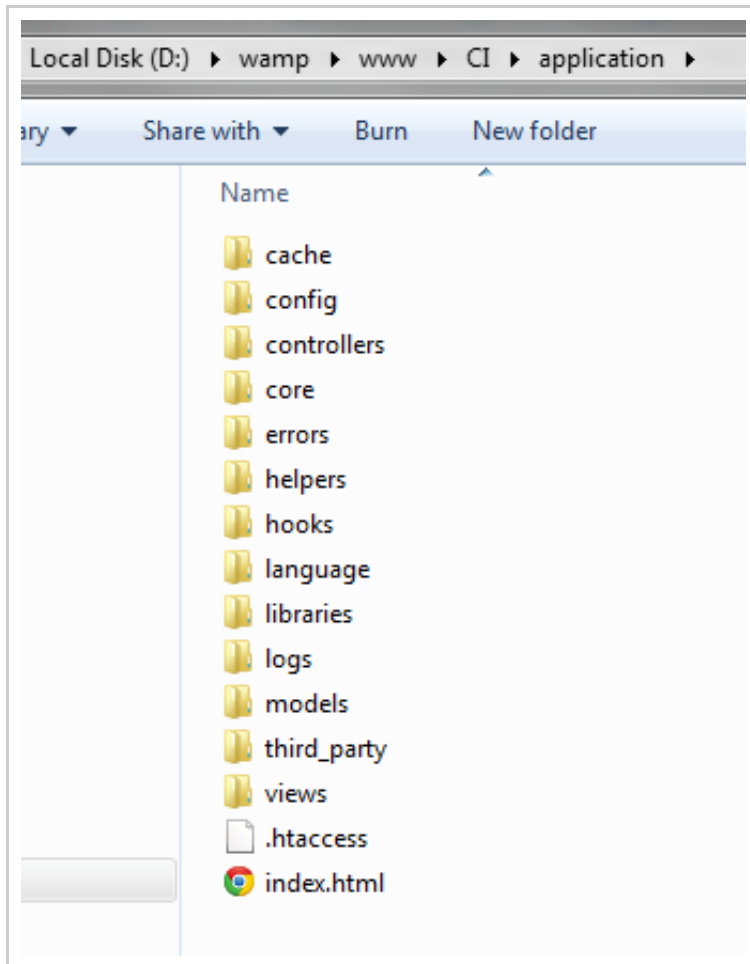 Local Disk (D:) ▸ wamp ▸ www ▸ CI ▸ application ▸
ary Share with Burn New folder
Name
cache
config
controllers
core
errors
helpers
hooks
language
libraries
logs
models
third_party
views
.htaccess
index.html